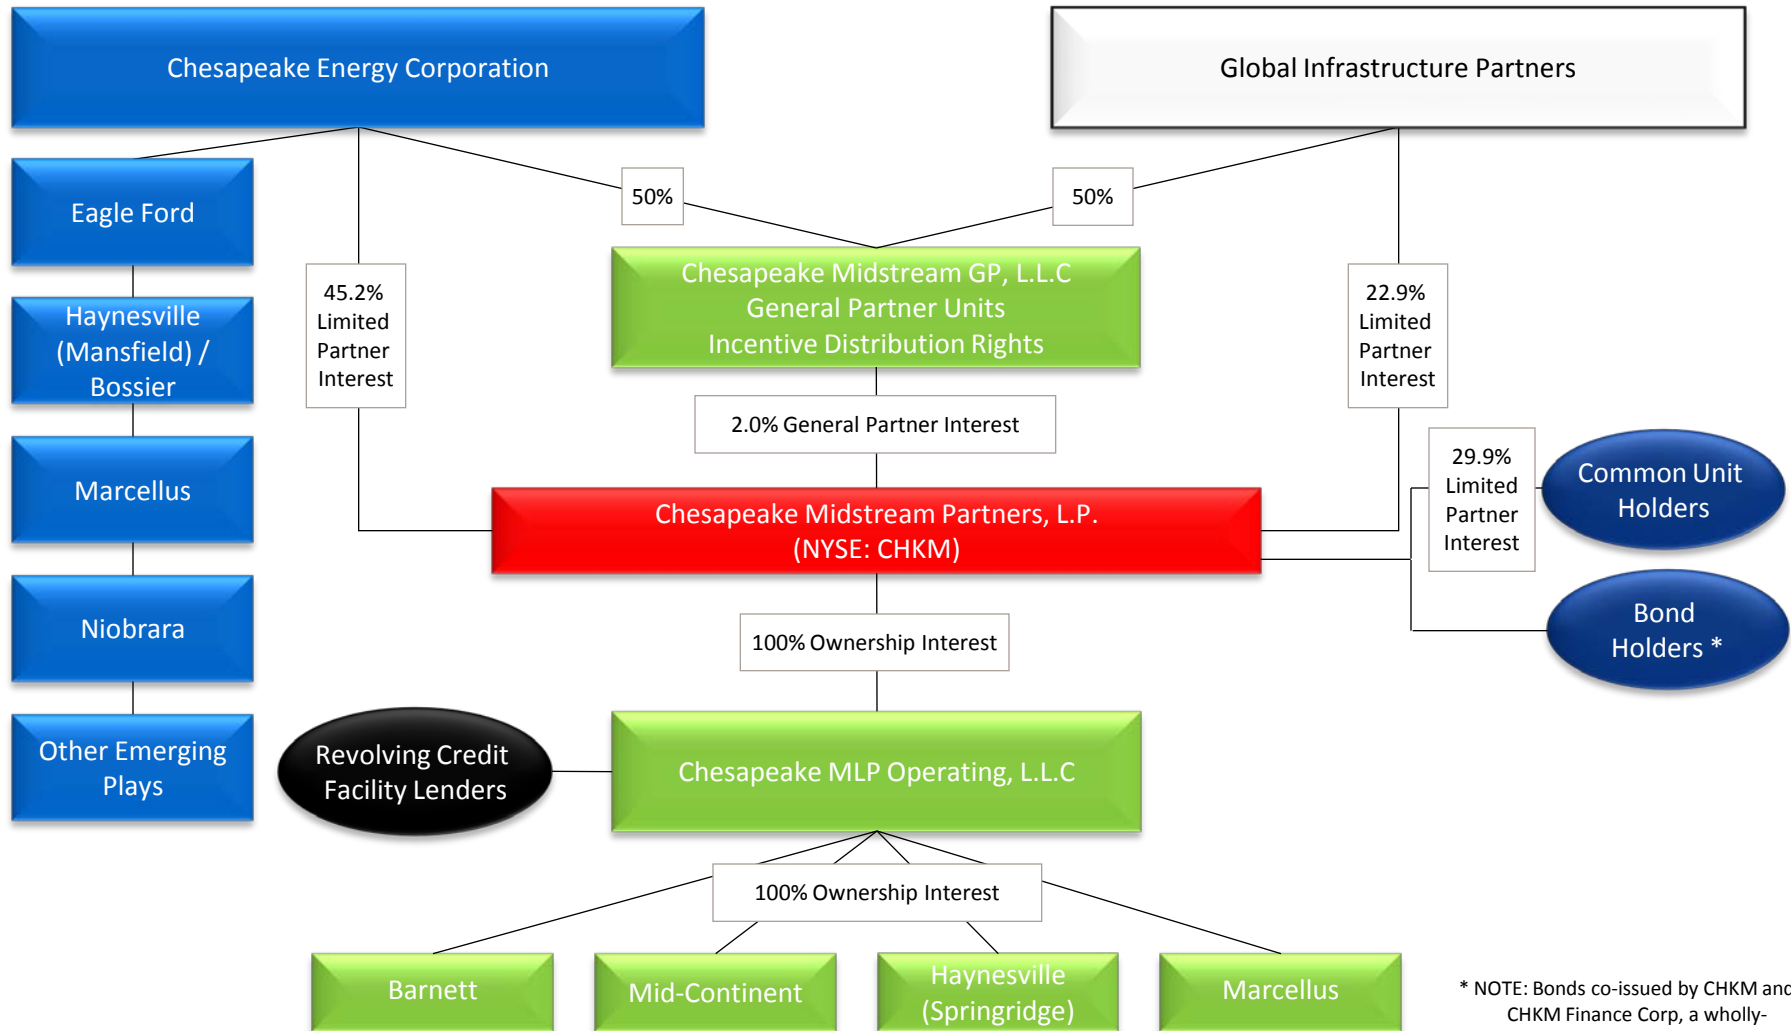 Chesapeake Energy Corporation
Global Infrastructure Partners
Eagle Ford
Haynesville
(Mansfield) /
Bossier
Marcellus
Niobrara
Other Emerging
Plays
50%
50%
45.2%
Limited
Partner
Interest
Chesapeake Midstream GP, L.L.C
General Partner Units
Incentive Distribution Rights
22.9%
Limited
Partner
Interest
2.0% General Partner Interest
29.9%
Limited
Partner
Interest
Common Unit
Holders
Chesapeake Midstream Partners, L.P.
(NYSE: CHKM)
Bond
Holders *
100% Ownership Interest
Revolving Credit
Facility Lenders
Chesapeake MLP Operating, L.L.C
100% Ownership Interest
Barnett
Mid-Continent
Haynesville
(Springridge)
Marcellus
* NOTE: Bonds co-issued by CHKM and
CHKM Finance Corp, a wholly-